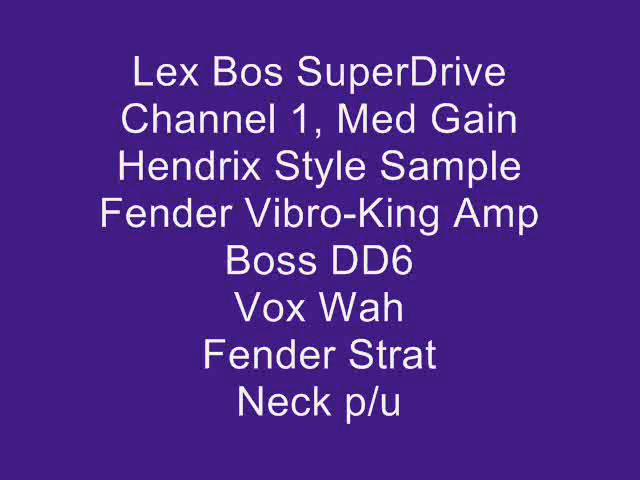 Lex Bos SuperDrive
Channel 1, Med Gain
Hendrix Style Sample
Fender Vibro-King Amp
Boss DD6
Vox Wah
Fender Strat
Neck p/u